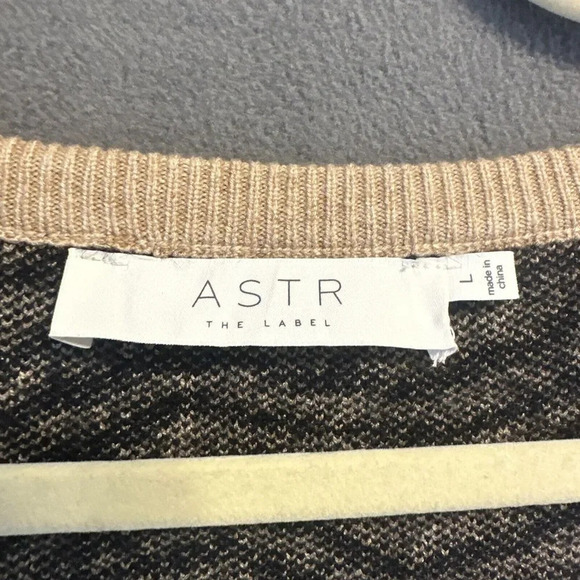 ASTR
THE LABEL
L
made in
china